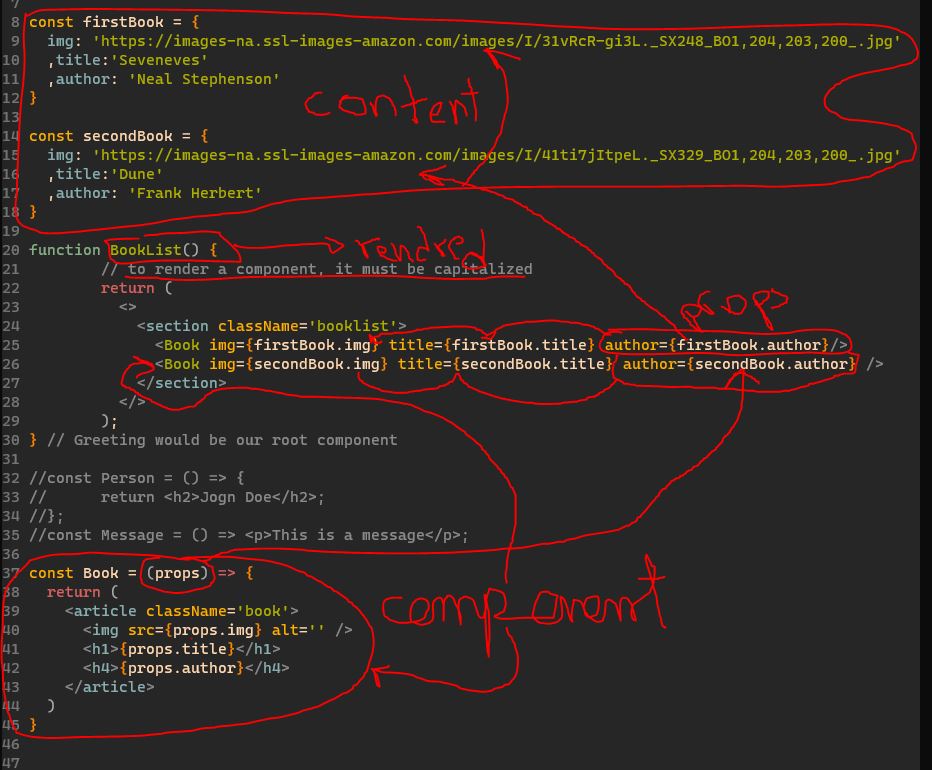 7
8 const firstBook = {
9   img: 'https://images-na.ssl-images-amazon.com/images/I/31vRcR-gi3L._SX248_BO1,204,203,200_.jpg'
10   ,title:'Seveneves'
11   ,author: 'Neal Stephenson'
12 }
content
13
14 const secondBook = {
15   img: 'https://images-na.ssl-images-amazon.com/images/I/41ti7jItpeL._SX329_BO1,204,203,200_.jpg'
16   ,title:'Dune'
17   ,author: 'Frank Herbert'
18 }
19
20 function BookList() {
rendred
21         // to render a component, it must be capitalized
22         return (
23           <>
props
24             <section className='booklist'>
25               <Book img={firstBook.img} title={firstBook.title} author={firstBook.author}/>
26               <Book img={secondBook.img} title={secondBook.title} author={secondBook.author} />
27             </section>
28           </>
29         );
30 } // Greeting would be our root component
31
32 //const Person = () => {
33 //      return <h2>Jogn Doe</h2>;
34 //};
35 //const Message = () => <p>This is a message</p>;
36
37 const Book = (props) => {
38   return (
component
39     <article className='book'>
40       <img src={props.img} alt='' />
41       <h1>{props.title}</h1>
42       <h4>{props.author}</h4>
43     </article>
44   )
45 }
46
47